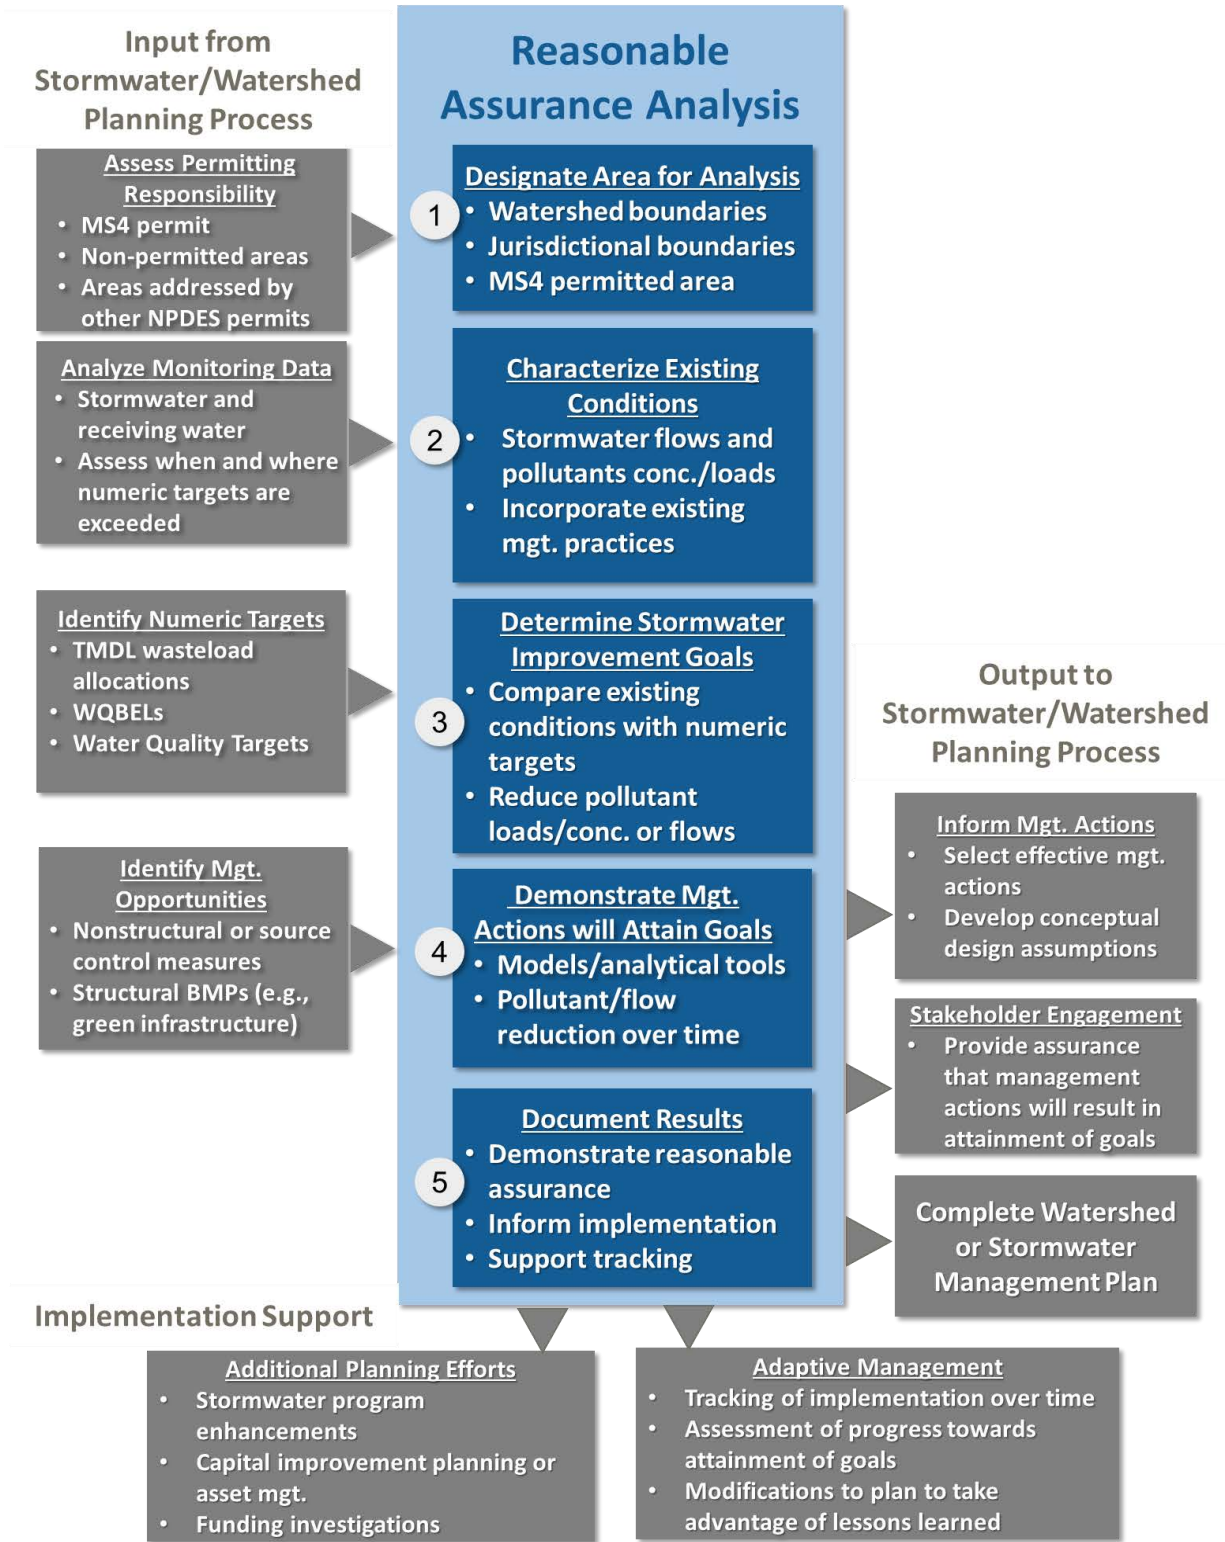 Input from
Stormwater/Watershed
Planning Process
Assess Permitting
Responsibility
• MS4 permit
• Non-permitted areas
• Areas addressed by
other NPDES permits
Analyze Monitoring Data
• Stormwater and
receiving water
• Assess when and where
numeric targets are
exceeded
Identify Numeric Targets
• TMDL wasteload
allocations
• WQBELs
• Water Quality Targets
Identify Mgt.
Opportunities
• Nonstructural or source
control measures
• Structural BMPs (e.g.,
green infrastructure)
Reasonable
Assurance Analysis
1
Designate Area for Analysis
• Watershed boundaries
• Jurisdictional boundaries
• MS4 permitted area
2
Characterize Existing
Conditions
• Stormwater flows and
pollutants conc./loads
• Incorporate existing
mgt. practices
3
Determine Stormwater
Improvement Goals
• Compare existing
conditions with numeric
targets
• Reduce pollutant
loads/conc. or flows
4
Demonstrate Mgt.
Actions will Attain Goals
• Models/analytical tools
• Pollutant/flow
reduction over time
5
Document Results
• Demonstrate reasonable
assurance
• Inform implementation
• Support tracking
Output to
Stormwater/Watershed
Planning Process
Inform Mgt. Actions
• Select effective mgt.
actions
• Develop conceptual
design assumptions
Stakeholder Engagement
• Provide assurance
that management
actions will result in
attainment of goals
Complete Watershed
or Stormwater
Management Plan
Implementation Support
Additional Planning Efforts
• Stormwater program
enhancements
• Capital improvement planning or
asset mgt.
• Funding investigations
Adaptive Management
• Tracking of implementation over time
• Assessment of progress towards
attainment of goals
• Modifications to plan to take
advantage of lessons learned